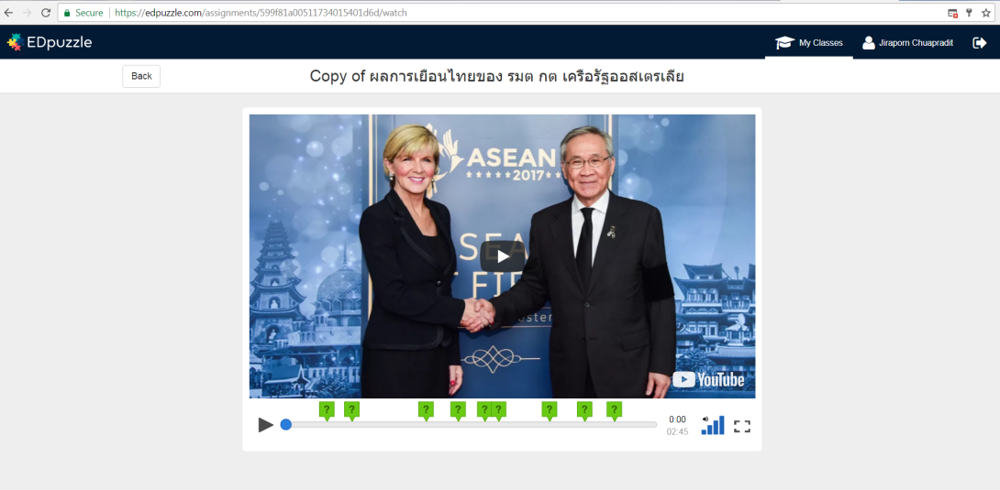 Secure https://edpuzzle.com/assignments/599f81a00511734015401d6d/watch
EDpuzzle
My Classes
Jiraporn Chuapradit
Back
Copy of ผลการเยือนไทยของ รมต กต เครือรัฐออสเตรเลีย
ASEAN
2017
YouTube
? ? ? ? ? ? ? ? ?
0:00
02:45